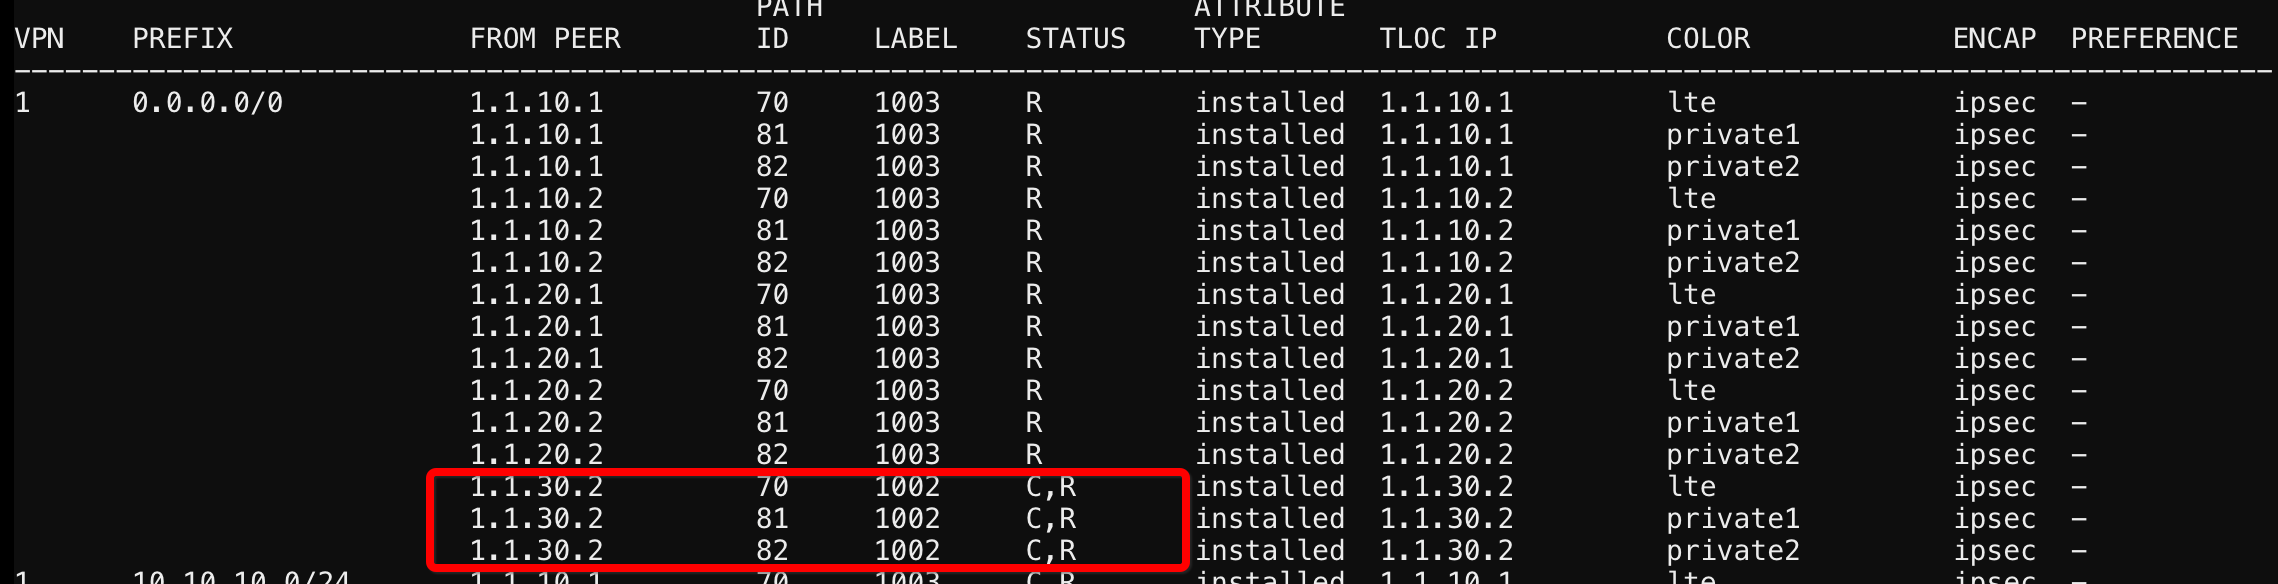 PATH ATTRIBUTE
VPN PREFIX FROM PEER ID LABEL STATUS TYPE TLOC IP COLOR ENCAP PREFERENCE
--------------------------------------------------------------------------------------------------------------------------------------
1 0.0.0.0/0 1.1.10.1 70 1003 R installed 1.1.10.1 lte ipsec -
1.1.10.1 81 1003 R installed 1.1.10.1 private1 ipsec -
1.1.10.1 82 1003 R installed 1.1.10.1 private2 ipsec -
1.1.10.2 70 1003 R installed 1.1.10.2 lte ipsec -
1.1.10.2 81 1003 R installed 1.1.10.2 private1 ipsec -
1.1.10.2 82 1003 R installed 1.1.10.2 private2 ipsec -
1.1.20.1 70 1003 R installed 1.1.20.1 lte ipsec -
1.1.20.1 81 1003 R installed 1.1.20.1 private1 ipsec -
1.1.20.1 82 1003 R installed 1.1.20.1 private2 ipsec -
1.1.20.2 70 1003 R installed 1.1.20.2 lte ipsec -
1.1.20.2 81 1003 R installed 1.1.20.2 private1 ipsec -
1.1.20.2 82 1003 R installed 1.1.20.2 private2 ipsec -
1.1.30.2 70 1002 C,R installed 1.1.30.2 lte ipsec -
1.1.30.2 81 1002 C,R installed 1.1.30.2 private1 ipsec -
1.1.30.2 82 1002 C,R installed 1.1.30.2 private2 ipsec -
1 10.10.10.0/24 1.1.10.1 70 1003 C,R installed 1.1.10.1 lte ipsec -